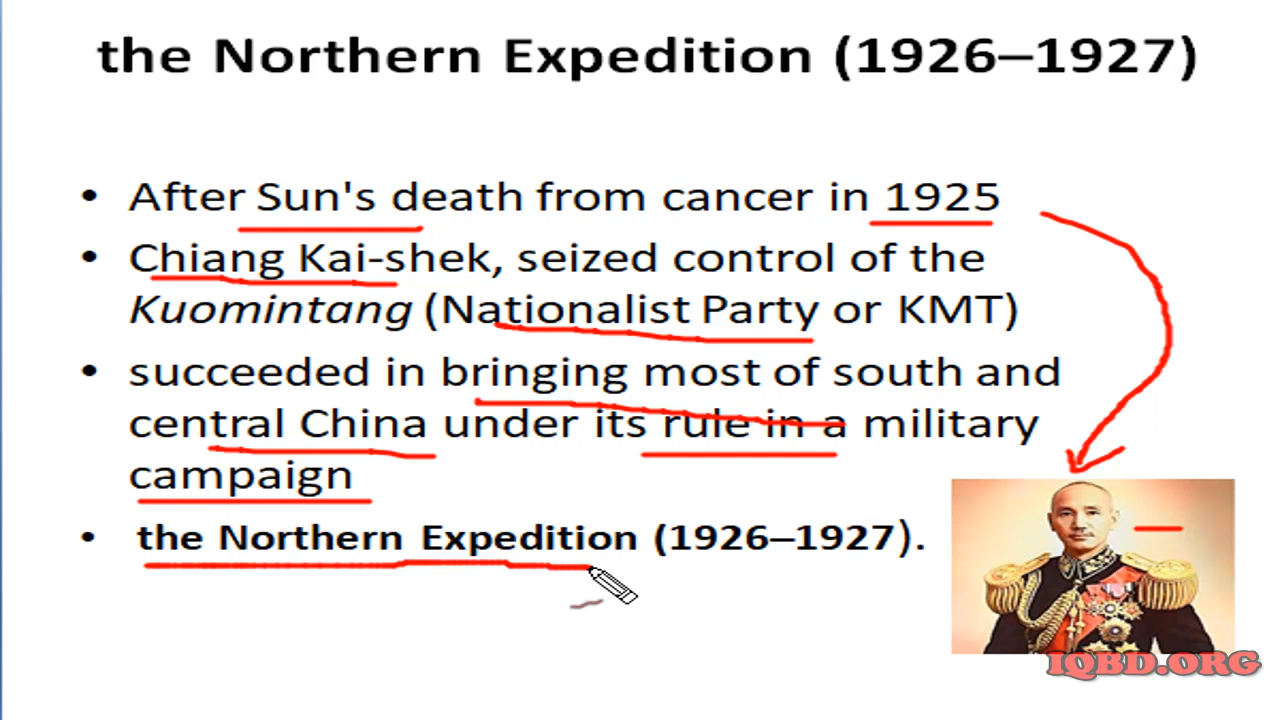 the Northern Expedition (1926–1927)
• After Sun's death from cancer in 1925
• Chiang Kai-shek, seized control of the
Kuomintang (Nationalist Party or KMT)
• succeeded in bringing most of south and
central China under its rule in a military
campaign
• the Northern Expedition (1926–1927).
IQBD.ORG